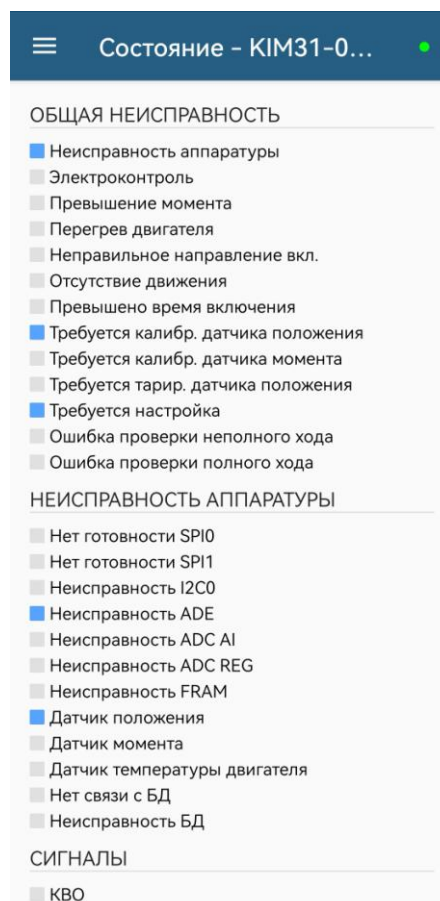 Состояние - KIM31-0...
ОБЩАЯ НЕИСПРАВНОСТЬ
Неисправность аппаратуры
Электроконтроль
Превышение момента
Перегрев двигателя
Неправильное направление вкл.
Отсутствие движения
Превышено время включения
Требуется калибр. датчика положения
Требуется калибр. датчика момента
Требуется тарир. датчика положения
Требуется настройка
Ошибка проверки неполного хода
Ошибка проверки полного хода
НЕИСПРАВНОСТЬ АППАРАТУРЫ
Нет готовности SPI0
Нет готовности SPI1
Неисправность I2C0
Неисправность ADE
Неисправность ADC AI
Неисправность ADC REG
Неисправность FRAM
Датчик положения
Датчик момента
Датчик температуры двигателя
Нет связи с БД
Неисправность БД
СИГНАЛЫ
КВО